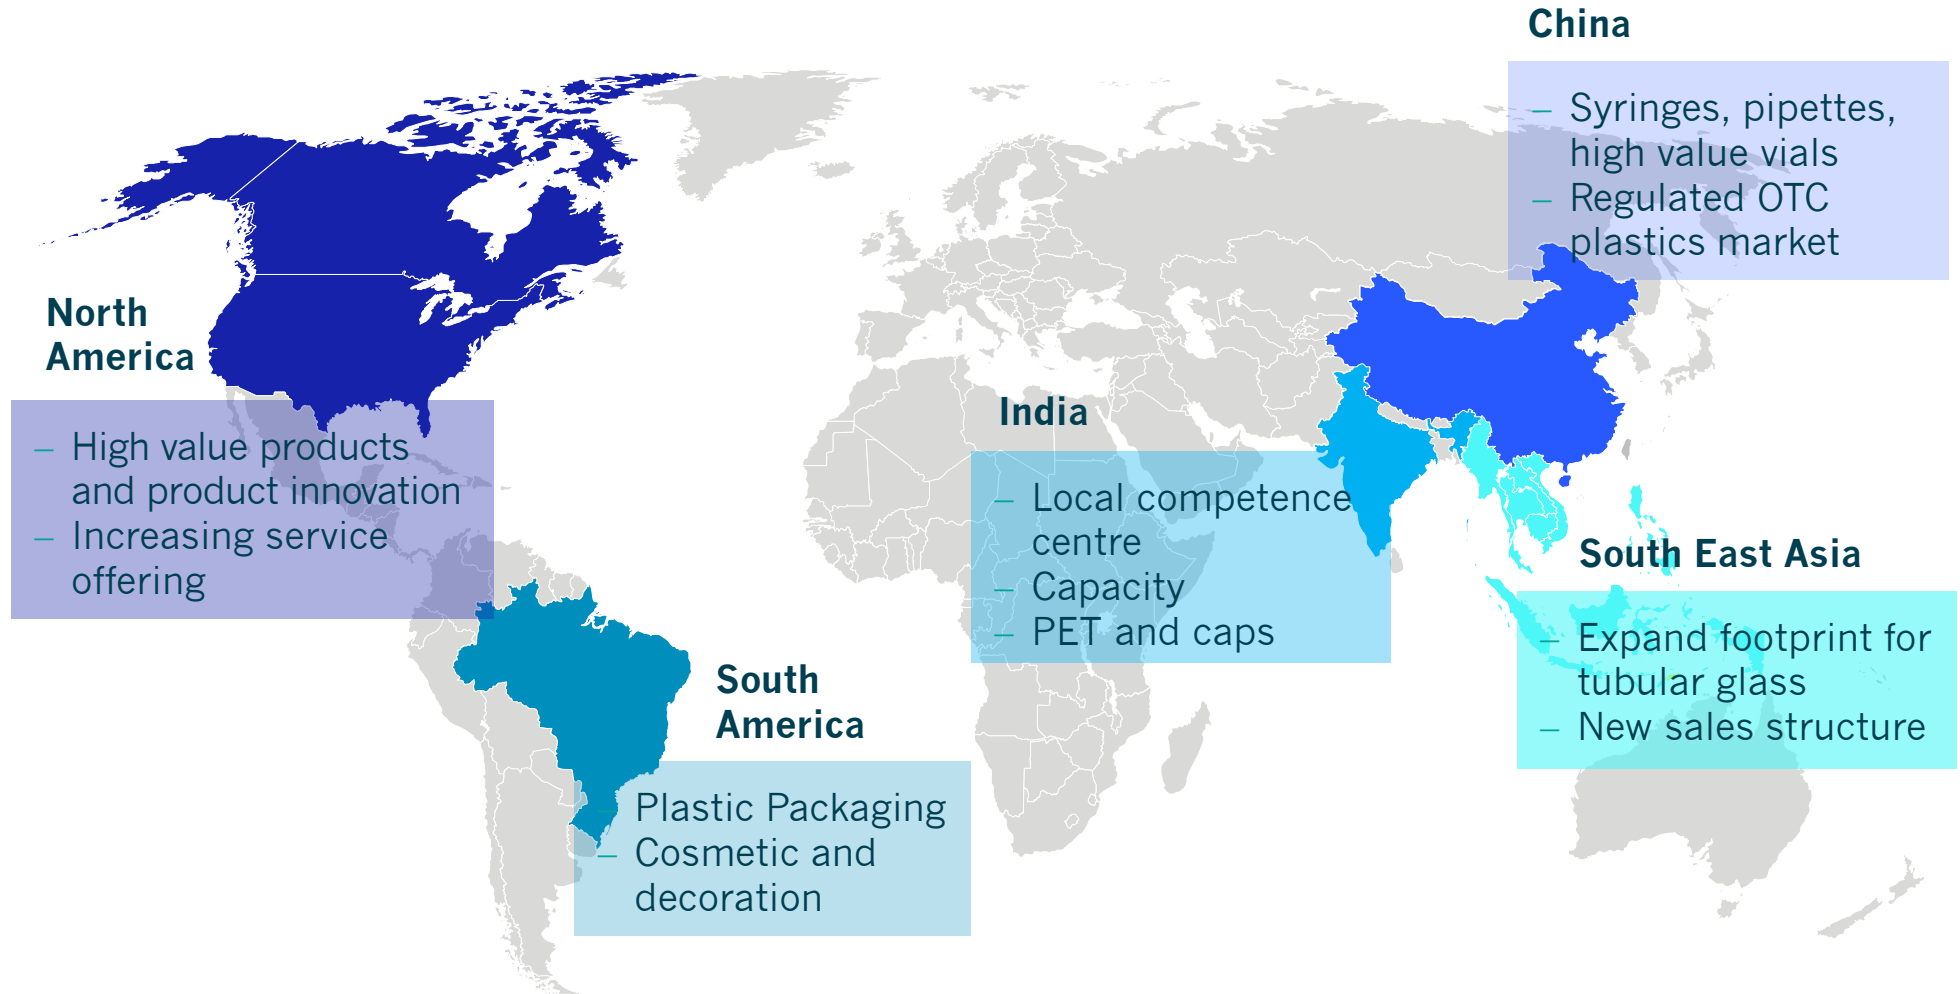 China
– Syringes, pipettes,
high value vials
– Regulated OTC
plastics market
North
America
– High value products
and product innovation
– Increasing service
offering
India
– Local competence
centre
– Capacity
– PET and caps
South East Asia
– Expand footprint for
tubular glass
– New sales structure
South
America
– Plastic Packaging
– Cosmetic and
decoration